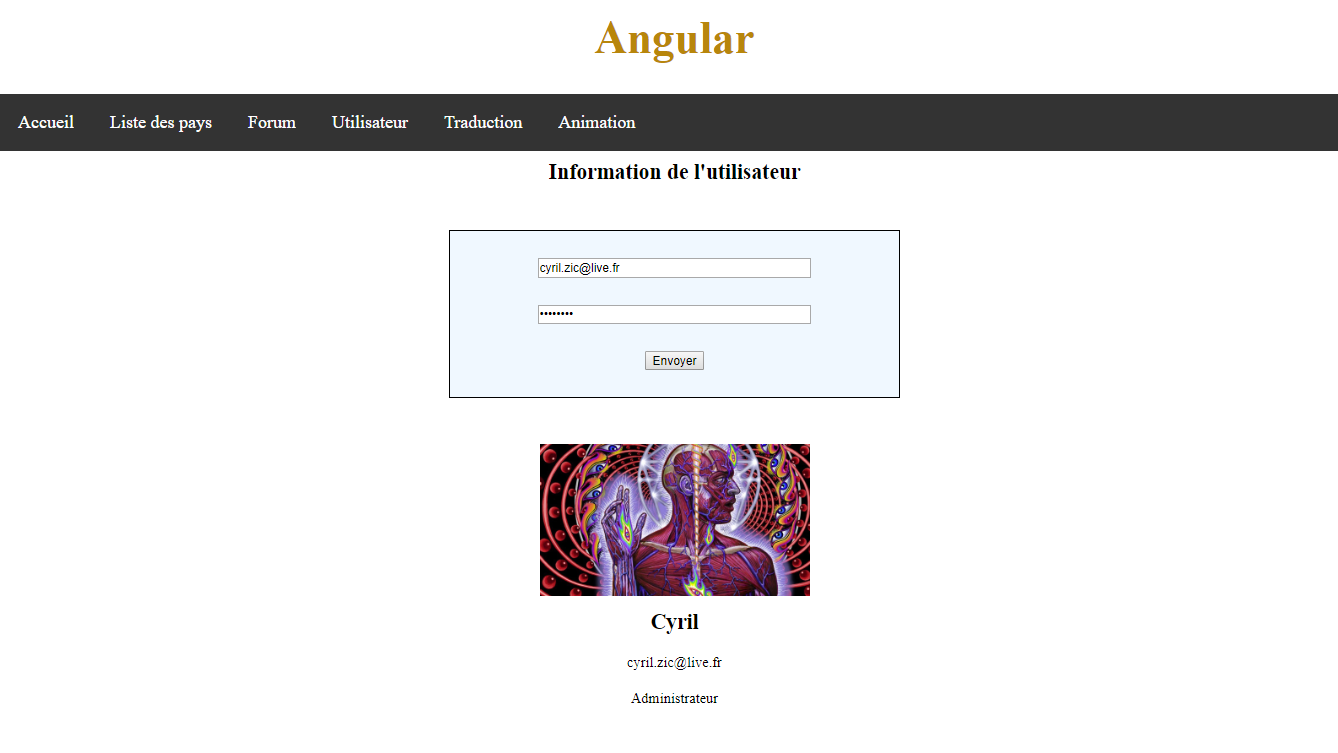 Angular
Accueil Liste des pays Forum Utilisateur Traduction Animation
Information de l'utilisateur
cyril.zic@live.fr
••••••••
Envoyer
Cyril
cyril.zic@live.fr
Administrateur